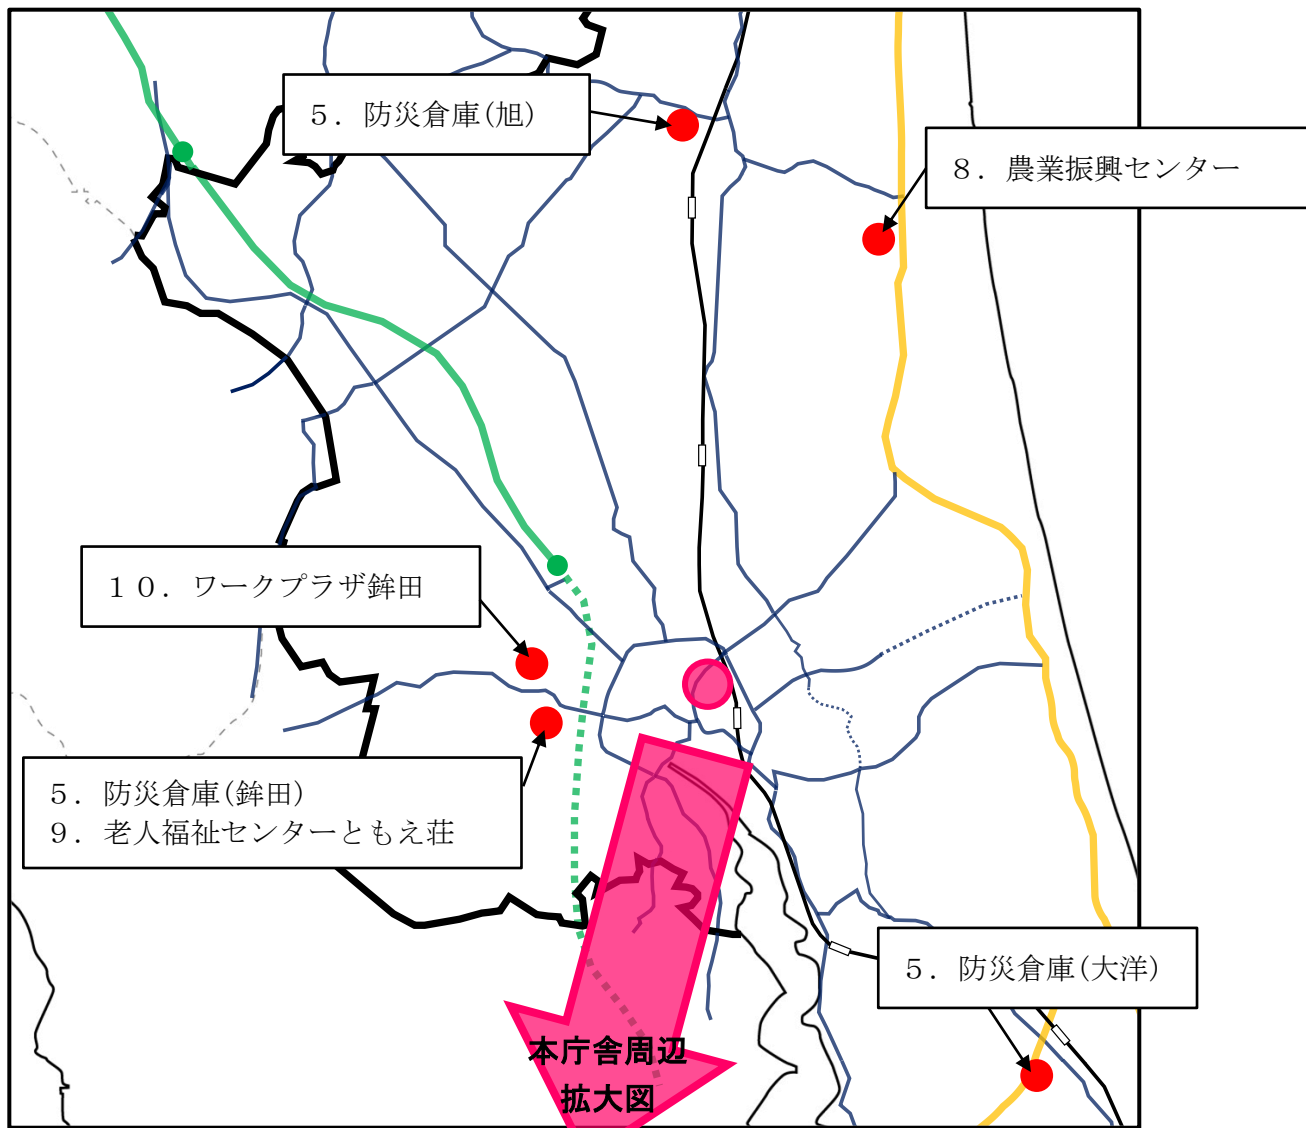 ５．防災倉庫(旭)
８．農業振興センター
１０．ワークプラザ鉾田
５．防災倉庫(鉾田)
９．老人福祉センターともえ荘
５．防災倉庫(大洋)
本庁舎周辺
拡大図